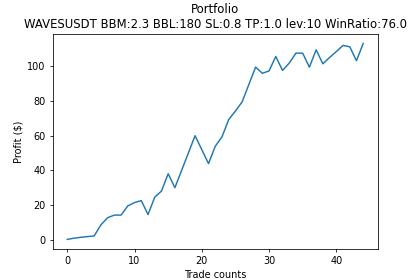 Portfolio
WAVESUSDT BBM:2.3 BBL:180 SL:0.8 TP:1.0 lev:10 WinRatio:76.0
100
80
60
40
20
0
Profit ($)
0 10 20 30 40
Trade counts